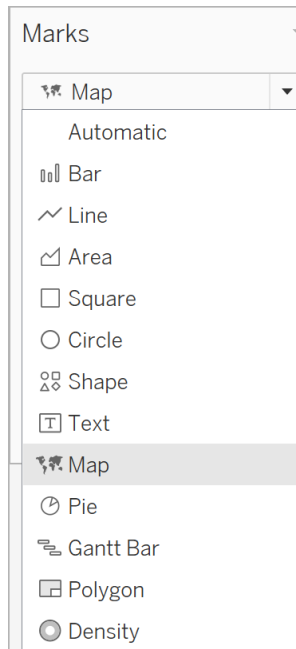 Marks
Map
Automatic
Bar
Line
Area
Square
Circle
Shape
Text
Map
Pie
Gantt Bar
Polygon
Density